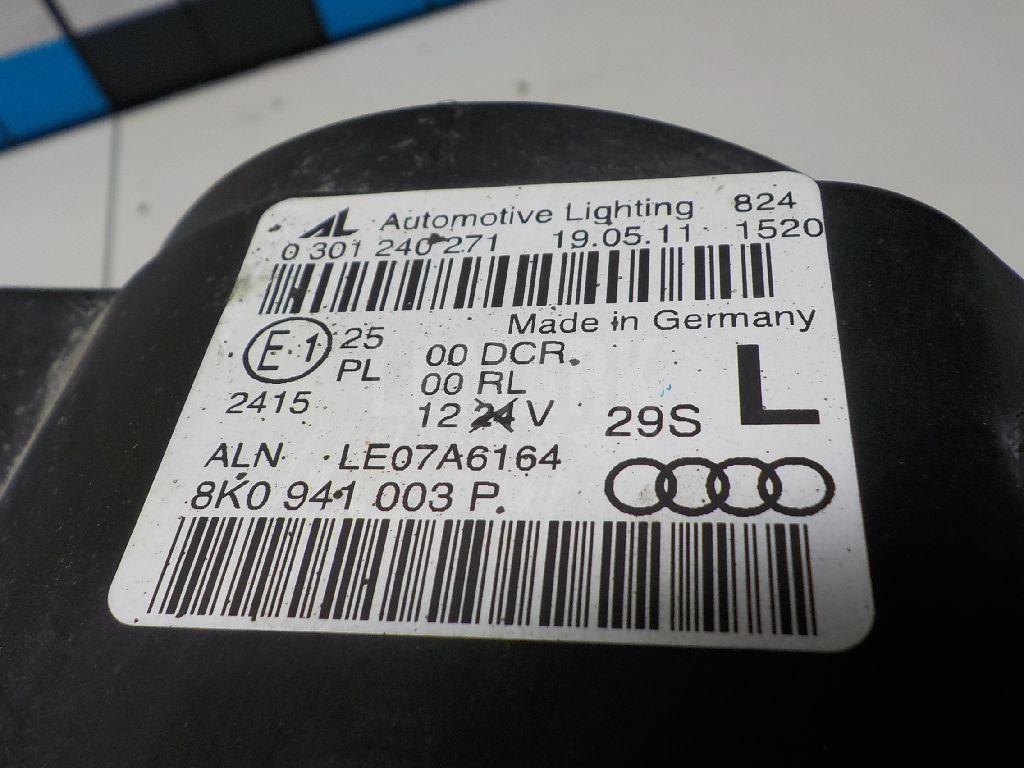 AL Automotive Lighting 824
0 301 240 271 19.05.11 1520
Made in Germany
E 1 25 00 DCR.
PL 00 RL
2415 12 24 V 29S L
ALN LE07A6164
8K0 941 003 P